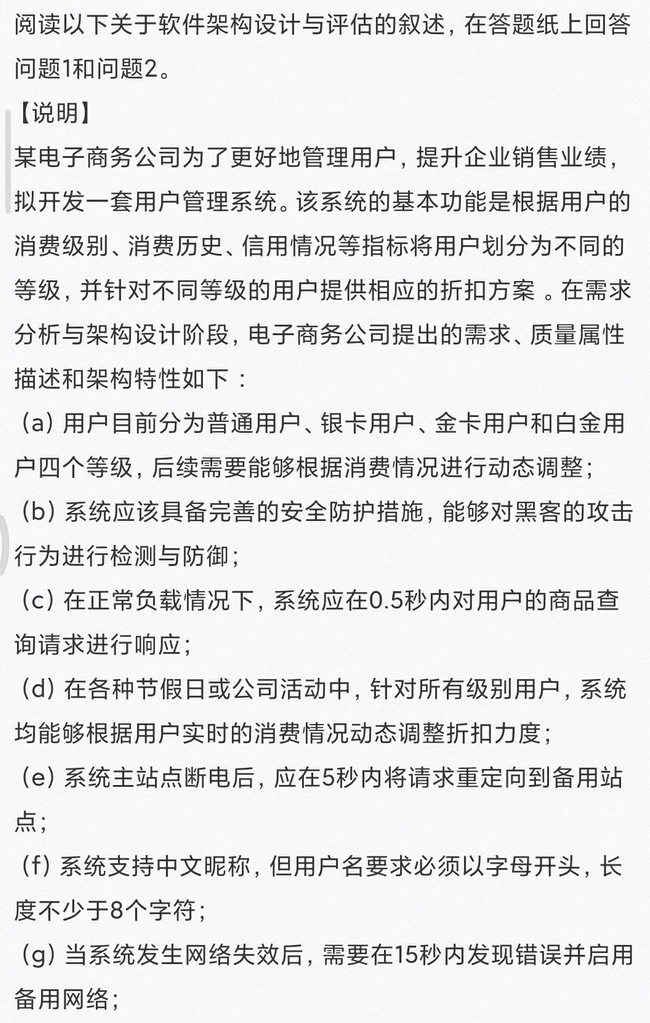 阅读以下关于软件架构设计与评估的叙述，在答题纸上回答
问题1和问题2。
【说明】
某电子商务公司为了更好地管理用户，提升企业销售业绩，
拟开发一套用户管理系统。该系统的基本功能是根据用户的
消费级别、消费历史、信用情况等指标将用户划分为不同的
等级，并针对不同等级的用户提供相应的折扣方案 。在需求
分析与架构设计阶段，电子商务公司提出的需求、质量属性
描述和架构特性如下 ：
（a）用户目前分为普通用户、银卡用户、金卡用户和白金用
户四个等级，后续需要能够根据消费情况进行动态调整；
（b）系统应该具备完善的安全防护措施，能够对黑客的攻击
行为进行检测与防御；
（c）在正常负载情况下，系统应在0.5秒内对用户的商品查
询请求进行响应；
（d）在各种节假日或公司活动中，针对所有级别用户，系统
均能够根据用户实时的消费情况动态调整折扣力度；
（e）系统主站点断电后，应在5秒内将请求重定向到备用站
点；
（f）系统支持中文昵称，但用户名要求必须以字母开头，长
度不少于8个字符；
（g）当系统发生网络失效后，需要在15秒内发现错误并启用
备用网络；